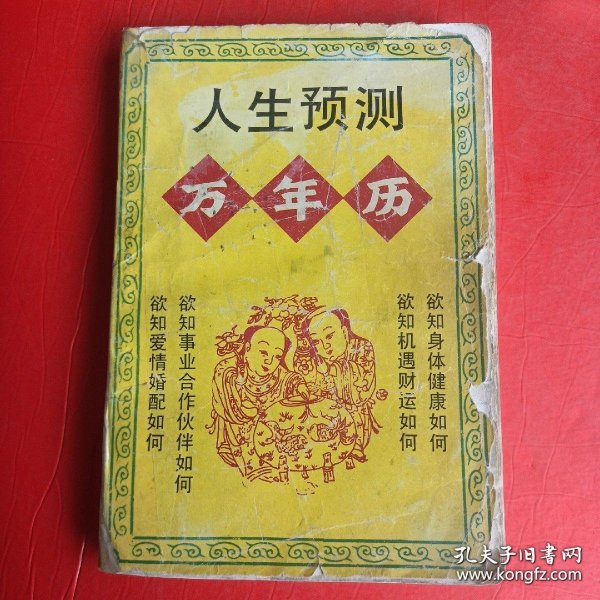 人生预测
万年历
欲知身体健康如何
欲知机遇财运如何
欲知事业合作伙伴如何
欲知爱情婚配如何
孔夫子旧书网
www.kongfz.com